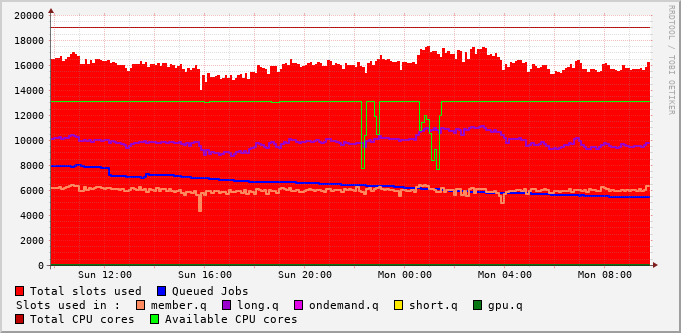 20000
18000
16000
14000
12000
10000
8000
6000
4000
2000
0
Sun 12:00 Sun 16:00 Sun 20:00 Mon 00:00 Mon 04:00 Mon 08:00
RRDTOOL / TOBI OETIKER
Total slots used Queued Jobs
Slots used in : member.q long.q ondemand.q short.q gpu.q
Total CPU cores Available CPU cores